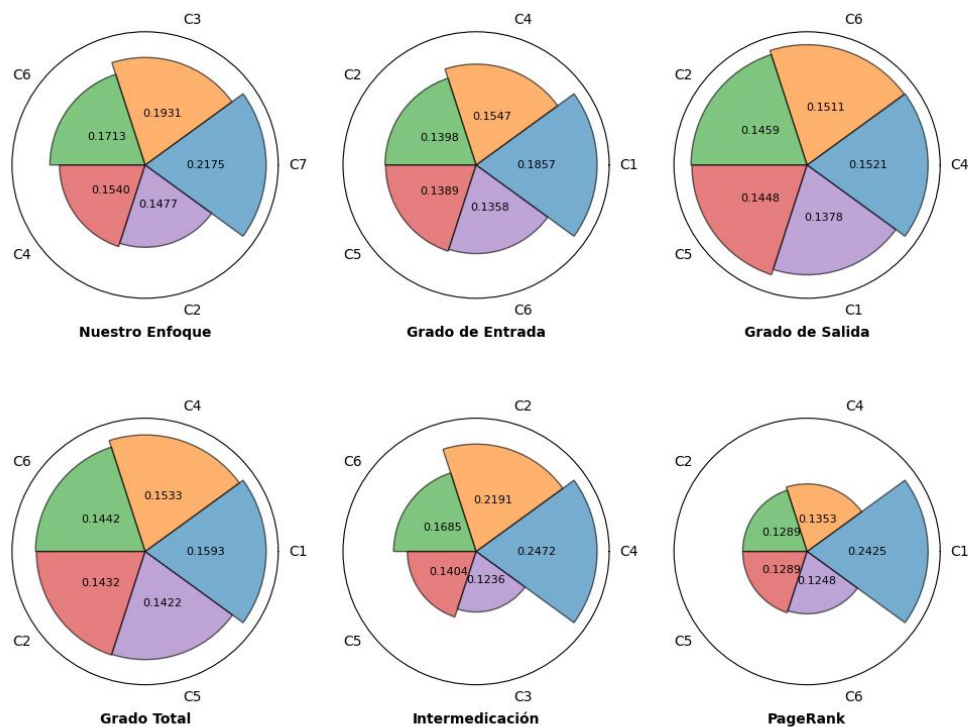 C3
C6
0.1931
0.1713
0.2175
C7
0.1540
0.1477
C4
C2
Nuestro Enfoque
C4
C2
0.1547
0.1398
0.1857
C1
0.1389
0.1358
C5
C6
Grado de Entrada
C6
C2
0.1511
0.1459
0.1521
C4
0.1448
0.1378
C5
C1
Grado de Salida
C4
C6
0.1533
0.1442
0.1593
C1
0.1432
0.1422
C2
C5
Grado Total
C2
C6
0.2191
0.1685
0.2472
C4
0.1404
0.1236
C5
C3
Intermedicación
C4
C2
0.1353
0.1289
0.2425
C1
0.1289
0.1248
C5
C6
PageRank